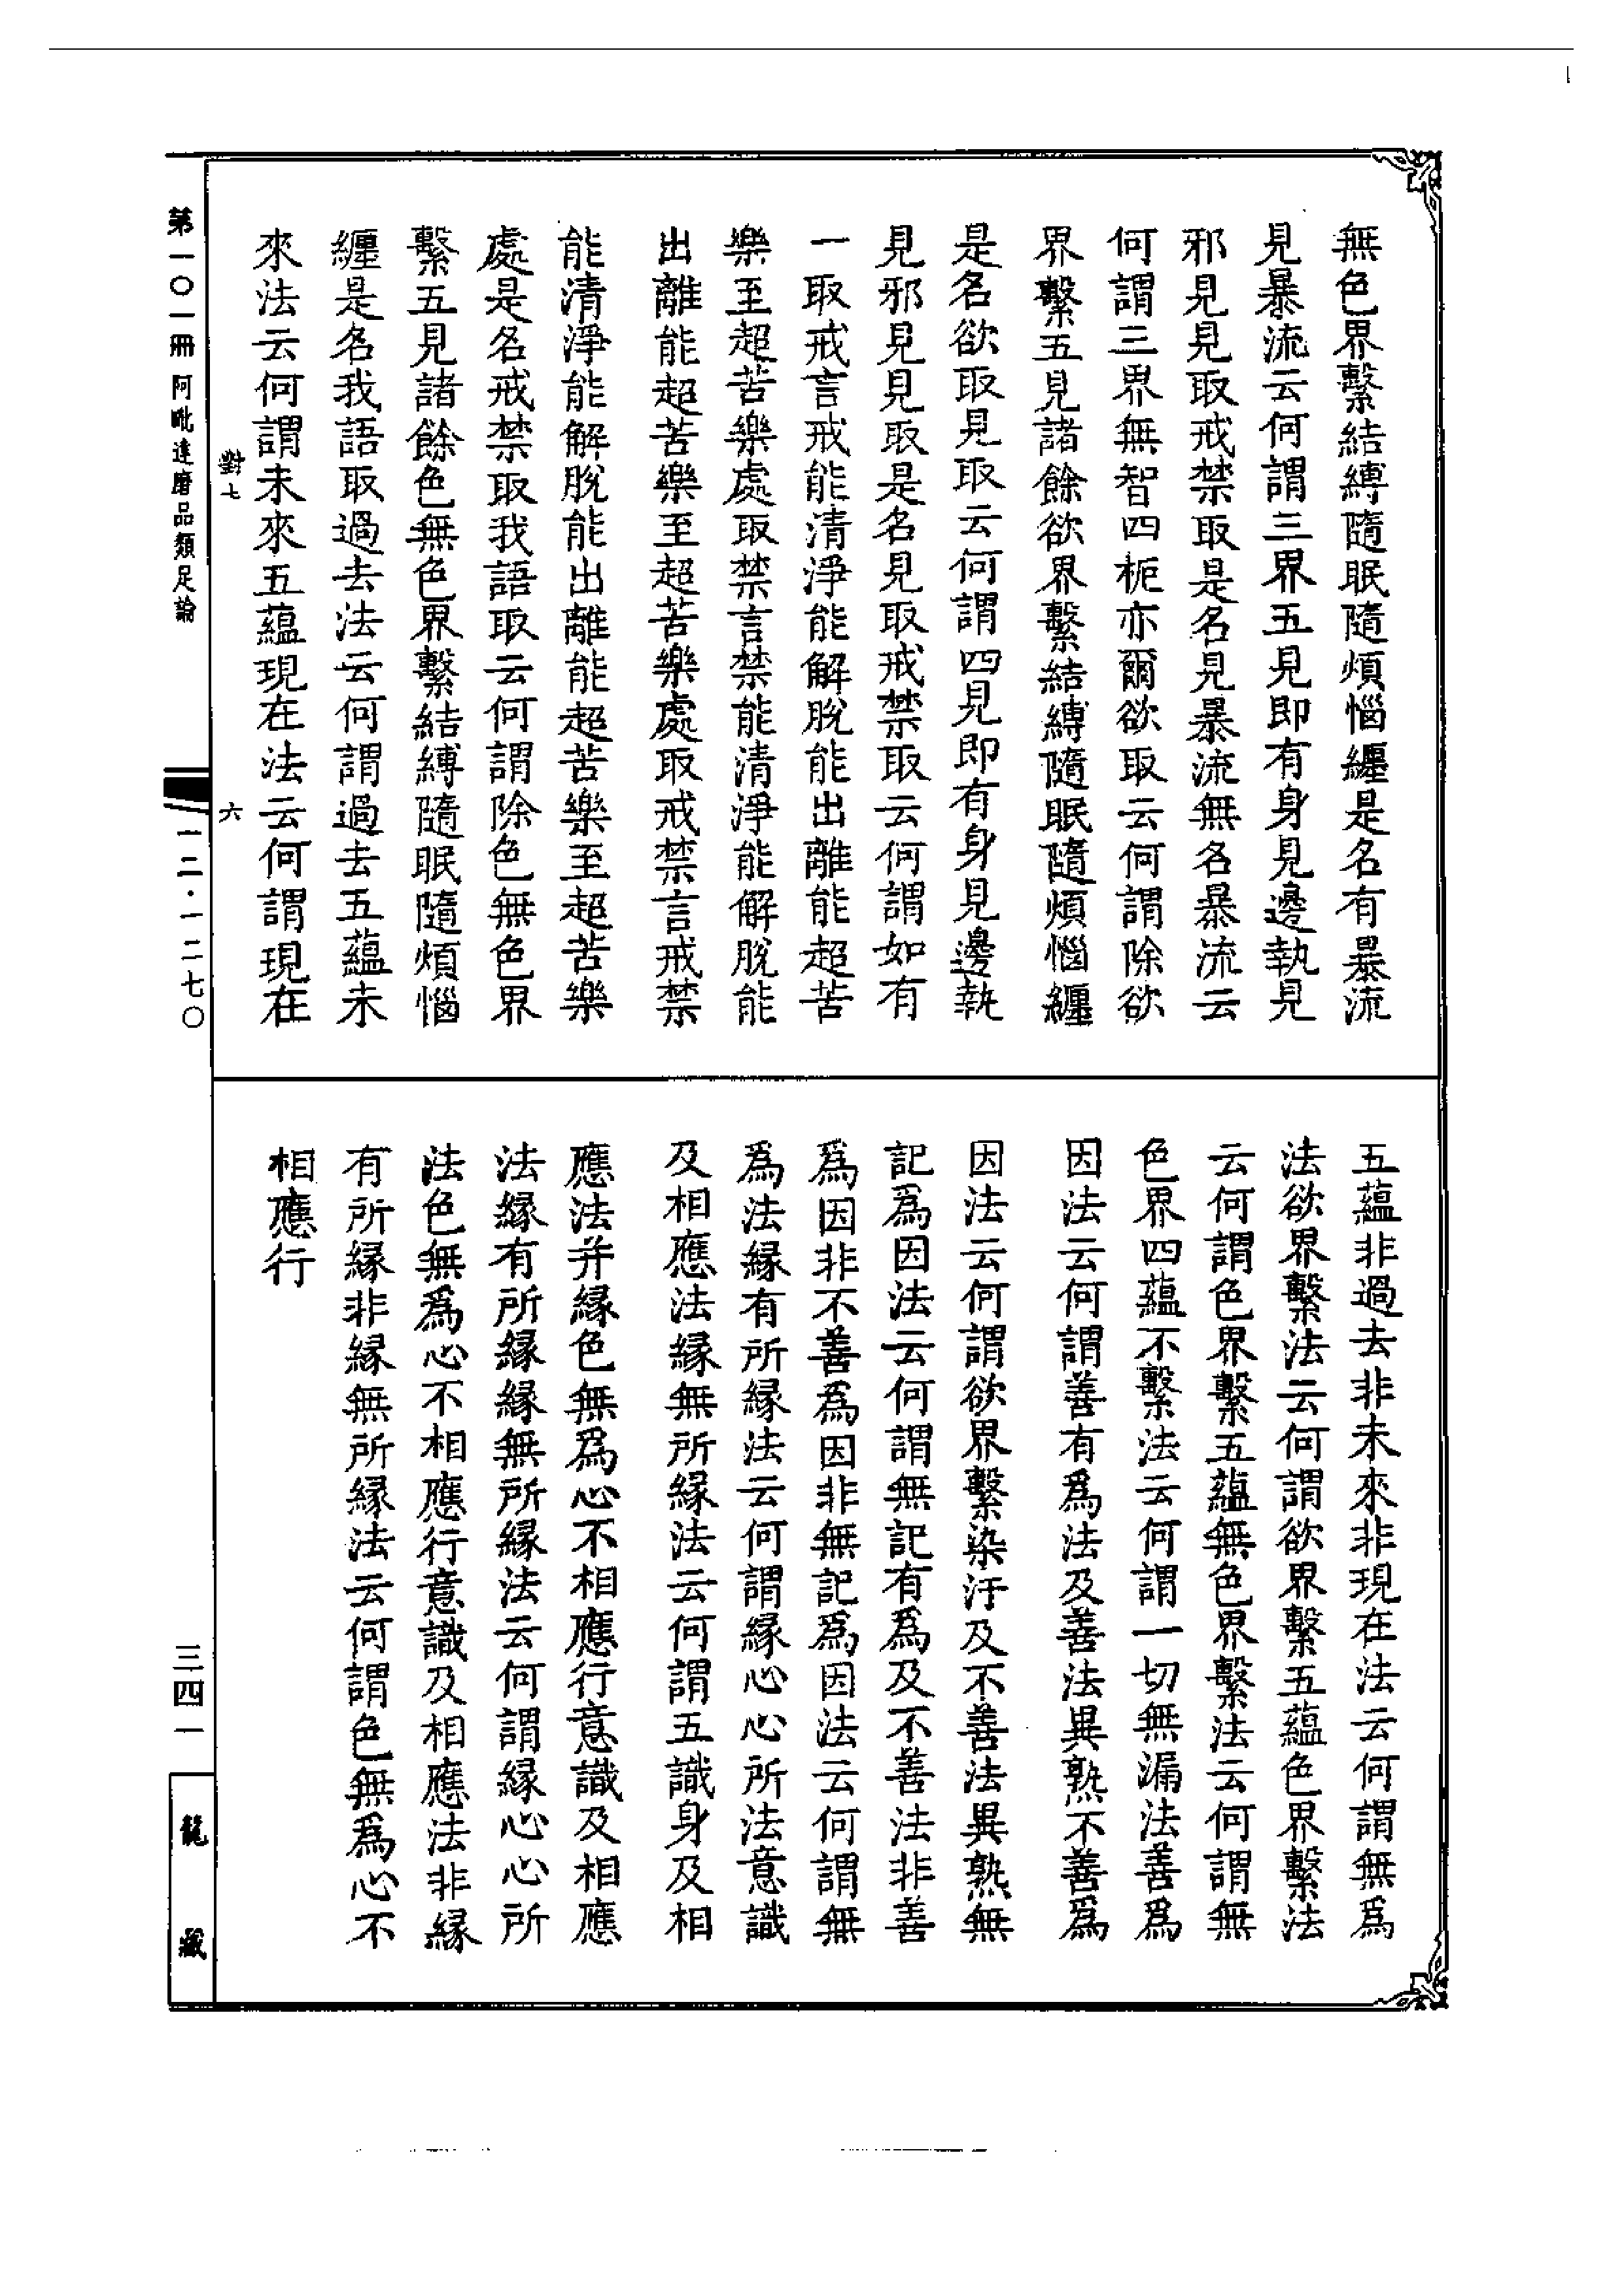 無色界繫結縛隨眠隨煩惱纏是名有暴流
見暴流云何謂三界五見即有身見邊執見
邪見見取戒禁取是名見暴流無明暴流云
何謂三界無智四軛亦爾欲取云何謂除欲
界繫五見諸餘欲界繫結縛隨眠隨煩惱纏
是名欲取見取云何謂四見即有身見邊執
見邪見見取是名見取戒禁取云何謂如有
一取戒言戒能清淨能解脫能出離能超苦
樂至超苦樂處取禁言禁能清淨能解脫能
出離能超苦樂至超苦樂處取戒禁言戒禁
能清淨能解脫能出離能超苦樂至超苦樂
處是名戒禁取我語取云何謂除色無色界
繫五見諸餘色無色界繫結縛隨眠隨煩惱
纏是名我語取過去法云何謂過去五蘊未
來法云何謂未來五蘊現在法云何謂現在
對七
六
五蘊非過去非未來非現在法云何謂無爲
法欲界繫法云何謂欲界繫五蘊色界繫法
云何謂色界繫五蘊無色界繫法云何謂無
色界四蘊不繫法云何謂一切無漏法善爲
因法云何謂善有爲法及善法異熟不善爲
因法云何謂欲界繫染汙及不善法異熟無
記爲因法云何謂無記有爲及不善法非善
爲因非不善爲因非無記爲因法云何謂無
爲法緣有所緣法云何謂緣心心所法意識
及相應法緣無所緣法云何謂五識身及相
應法并緣色無爲心不相應行意識及相應
法緣有所緣緣無所緣法云何謂緣心心所
法色無爲心不相應行意識及相應法非緣
有所緣非緣無所緣法云何謂色無爲心不
相應行
第一〇一冊 阿毗達磨品類足論
一二·一二七〇
三四一
龍藏